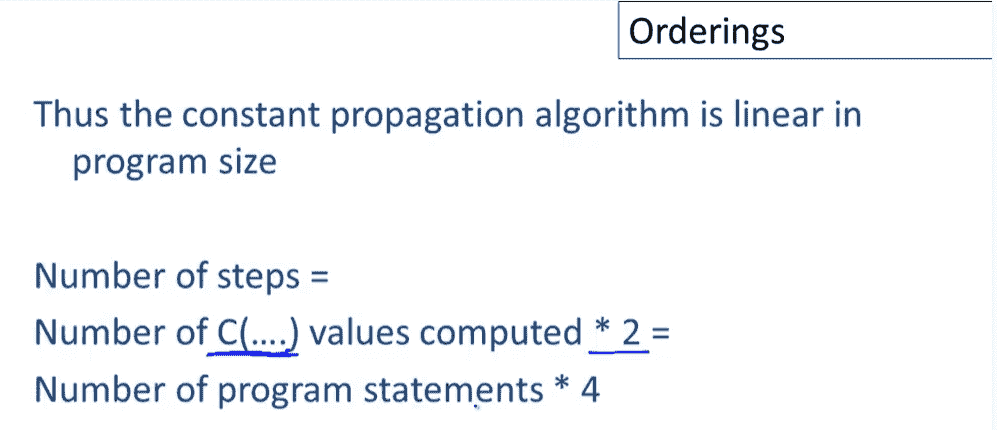 Orderings
Thus the constant propagation algorithm is linear in
program size
Number of steps =
Number of C(....) values computed * 2 =
Number of program statements * 4